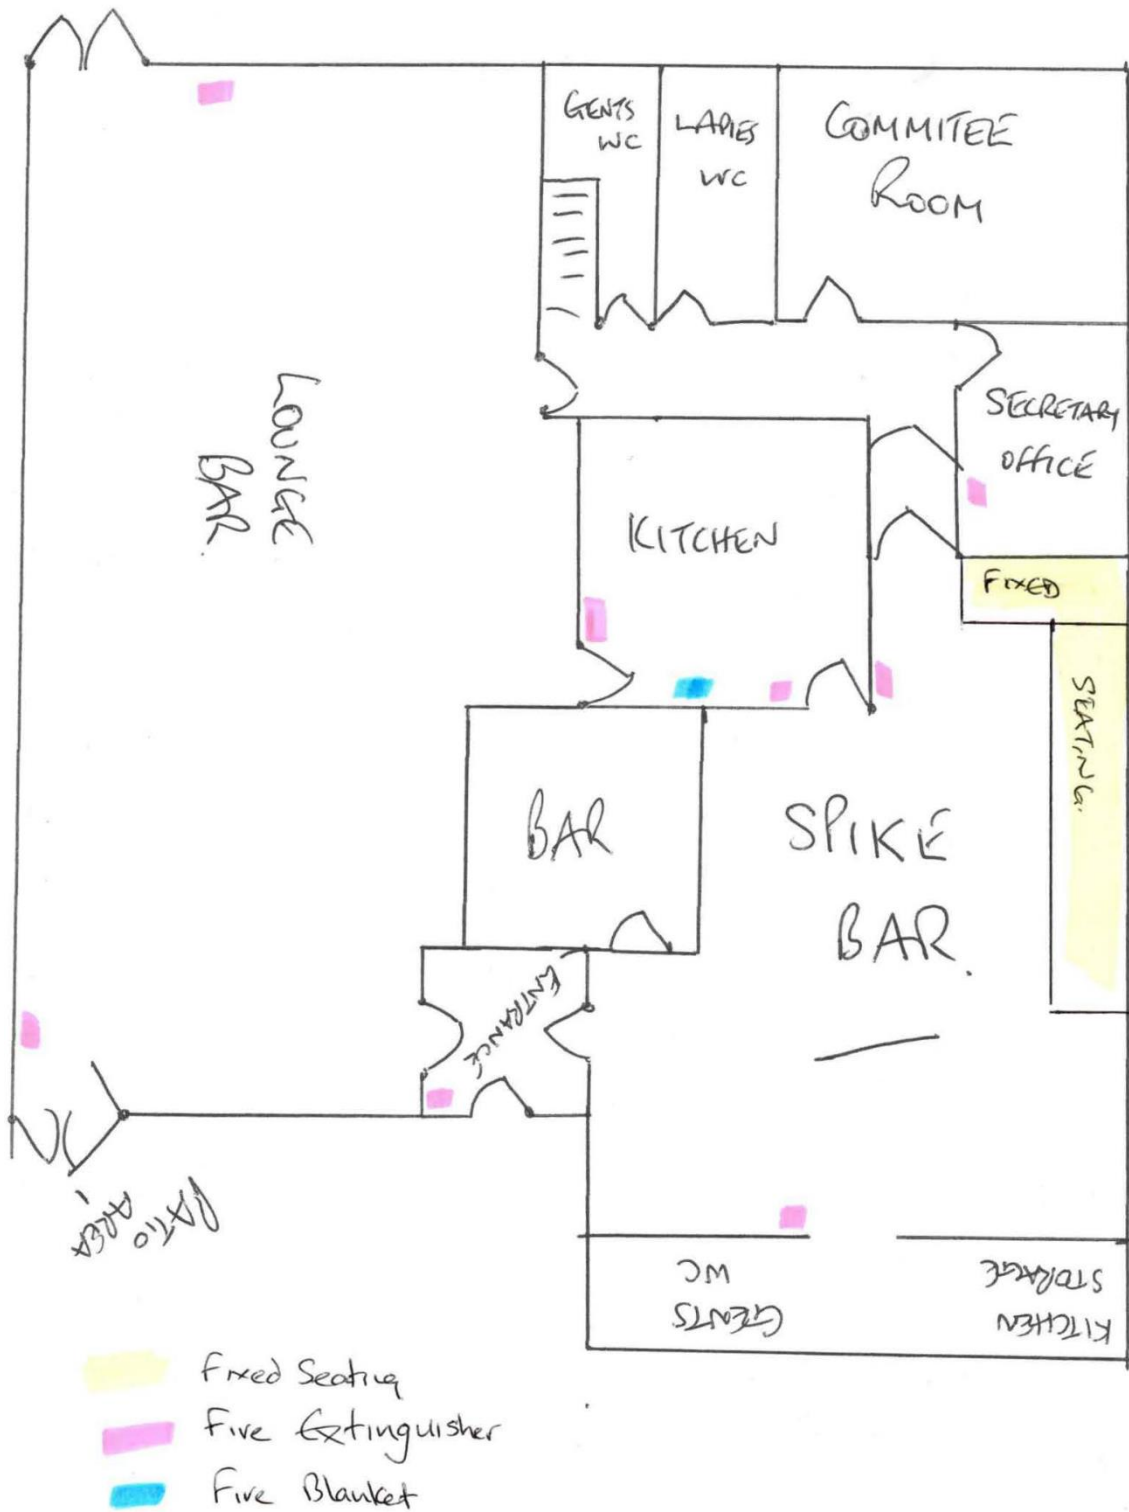 GENTS
WC
LADIES
WC
COMMITEE
ROOM
LOUNGE
BAR.
SECRETARY
OFFICE
KITCHEN
FIXED
SEATING.
BAR
SPIKE
BAR.
ENTRANCE
PATIO
AREA
GENTS
WC
KITCHEN
STORAGE
Fixed Seating
Fire Extinguisher
Fire Blanket